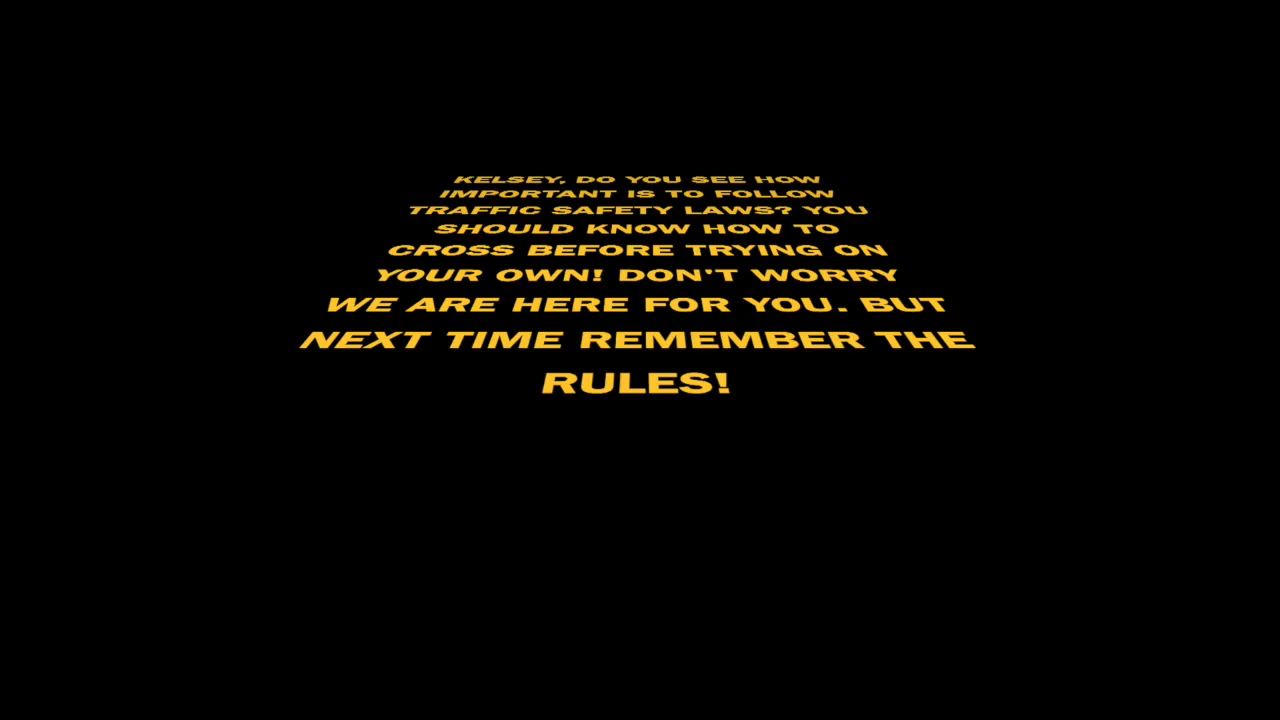 KELSEY, DO YOU SEE HOW
IMPORTANT IS TO FOLLOW
TRAFFIC SAFETY LAWS? YOU
SHOULD KNOW HOW TO
CROSS BEFORE TRYING ON
YOUR OWN! DON'T WORRY
WE ARE HERE FOR YOU. BUT
NEXT TIME REMEMBER THE
RULES!